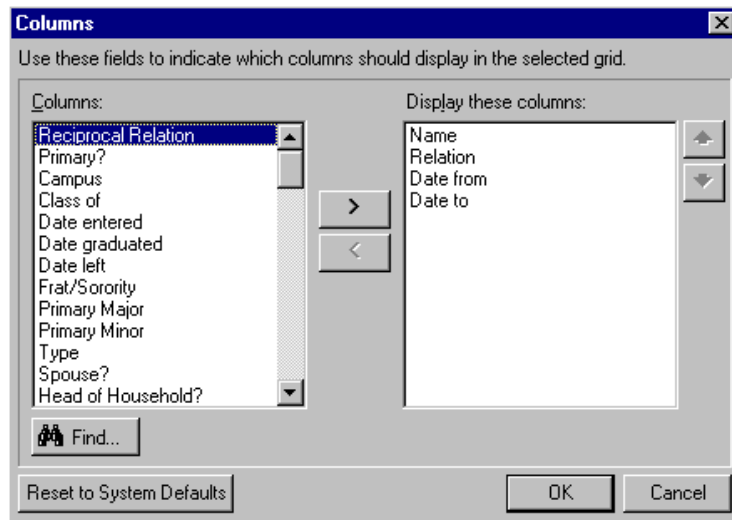 Columns
Use these fields to indicate which columns should display in the selected grid.
Columns:
Reciprocal Relation
Primary?
Campus
Class of
Date entered
Date graduated
Date left
Frat/Sorority
Primary Major
Primary Minor
Type
Spouse?
Head of Household?
Find...
>
<
Display these columns:
Name
Relation
Date from
Date to
Reset to System Defaults
OK
Cancel